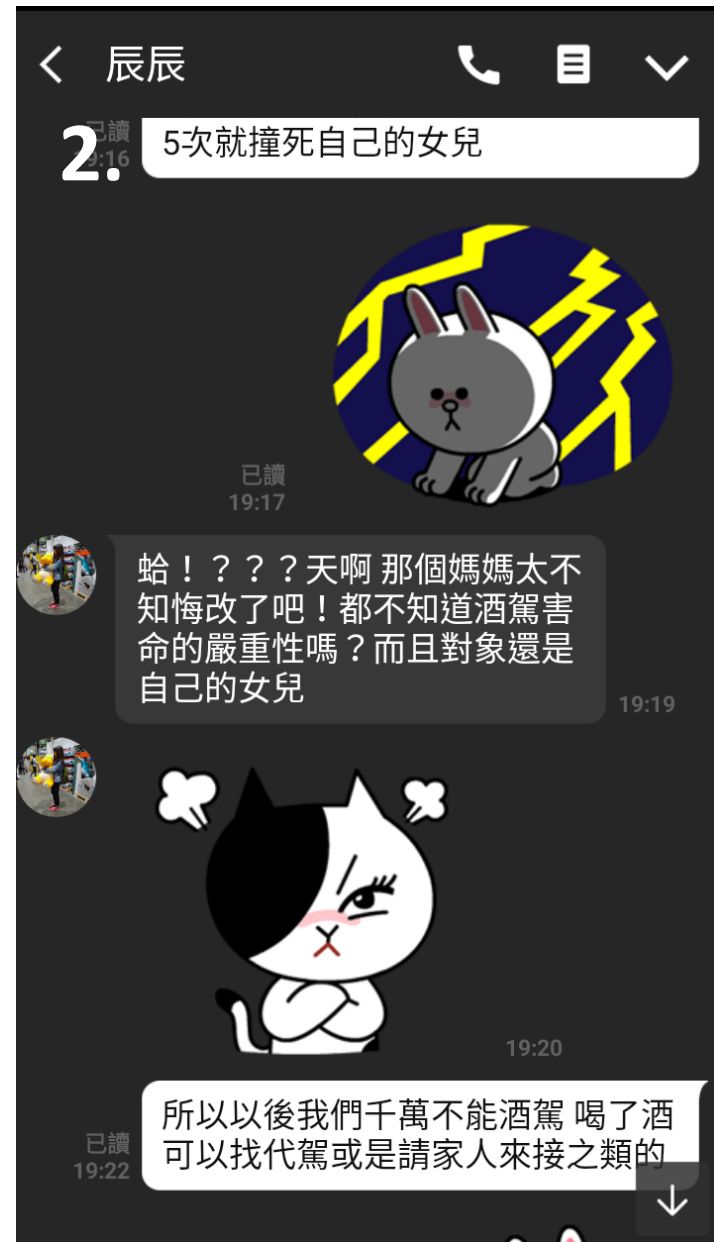 辰辰
2.
已讀
19:16
5次就撞死自己的女兒
已讀
19:17
蛤！？？？天啊 那個媽媽太不
知悔改了吧！都不知道酒駕害
命的嚴重性嗎？而且對象還是
自己的女兒
19:19
19:20
所以以後我們千萬不能酒駕 喝了酒
可以找代駕或是請家人來接之類的
已讀
19:22